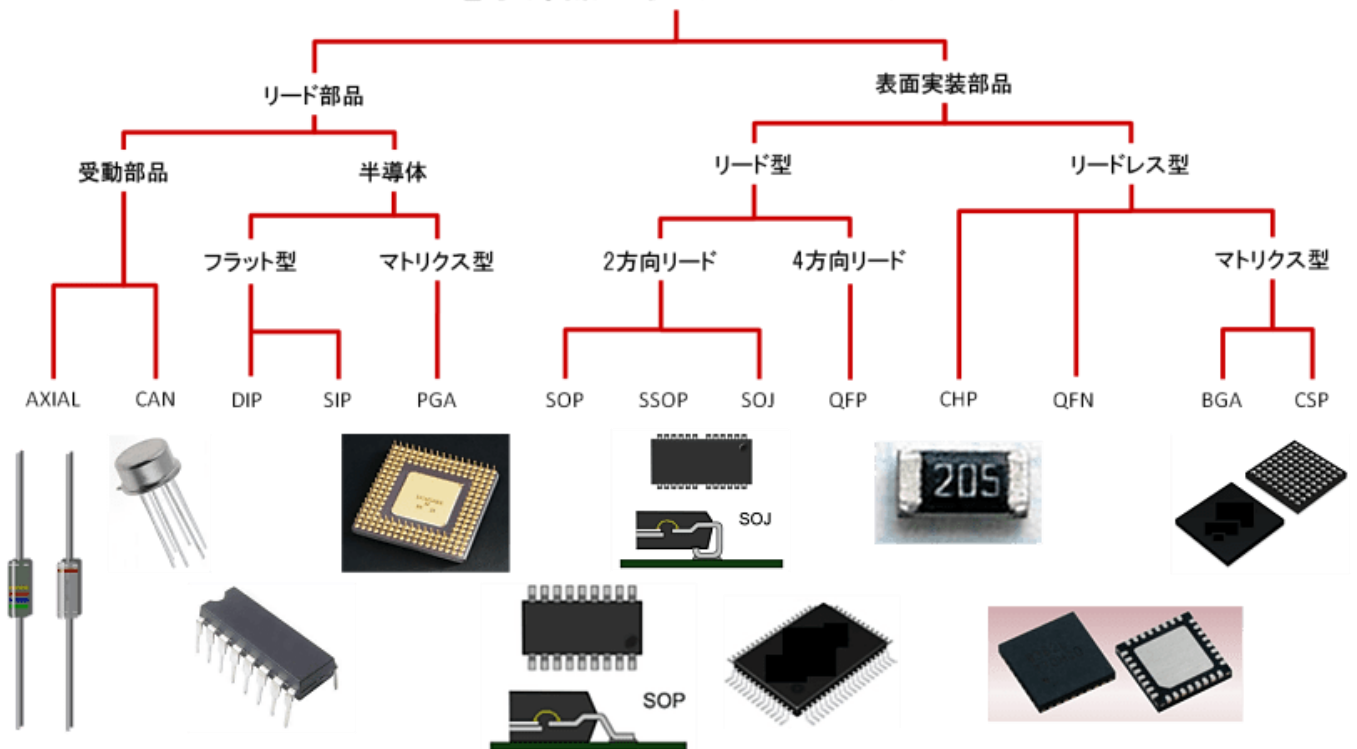 リード部品
表面実装部品
受動部品
半導体
リード型
リードレス型
フラット型
マトリクス型
2方向リード
4方向リード
マトリクス型
AXIAL
CAN
DIP
SIP
PGA
SOP
SSOP
SOJ
QFP
CHP
QFN
BGA
CSP
205
SOJ
SOP